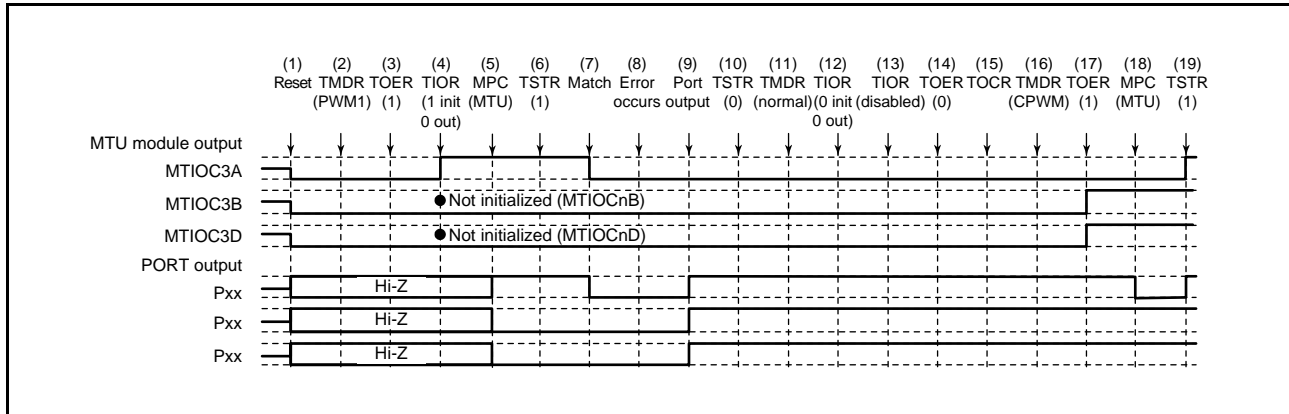 (1) (2) (3) (4) (5) (6) (7) (8) (9) (10) (11) (12) (13) (14) (15) (16) (17) (18) (19)
Reset TMDR TOER TIOR MPC TSTR Match Error Port TSTR TMDR TIOR TIOR TOER TOCR TMDR TOER MPC TSTR
(PWM1) (1) (1 init (MTU) (1) occurs output (0) (normal) (0 init (disabled) (0) (CPWM) (1) (MTU) (1)
0 out) 0 out)
MTU module output
MTIOC3A
MTIOC3B Not initialized (MTIOCnB)
MTIOC3D Not initialized (MTIOCnD)
PORT output
Pxx Hi-Z
Pxx Hi-Z
Pxx Hi-Z